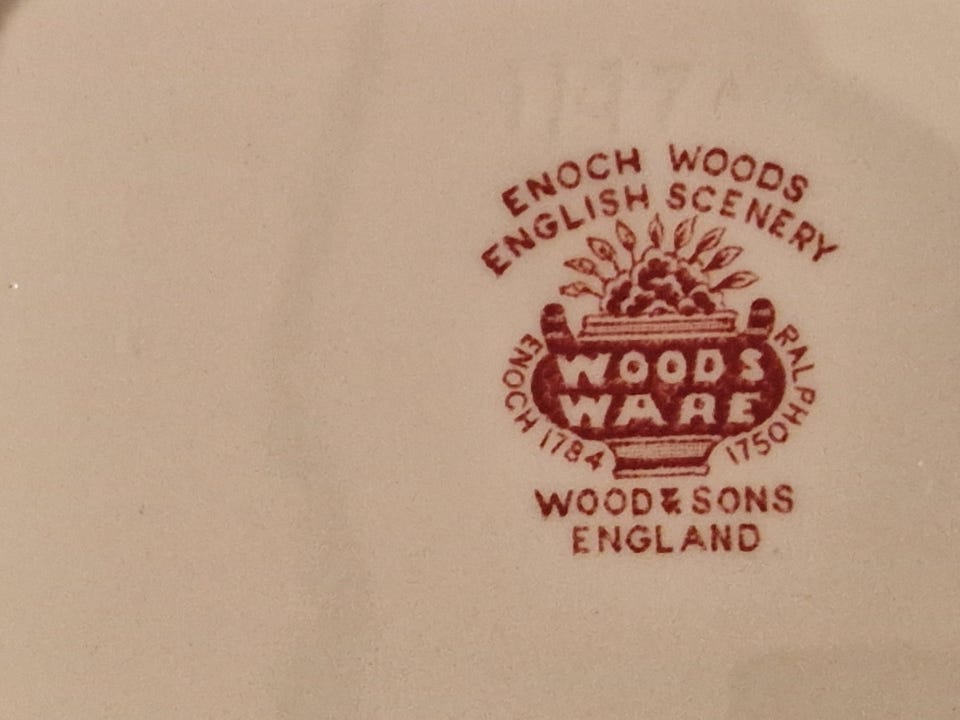 ENOCH WOODS
ENGLISH SCENERY
ENOCH 1784
WOODS
WARE
RALPH 1750
WOOD & SONS
ENGLAND